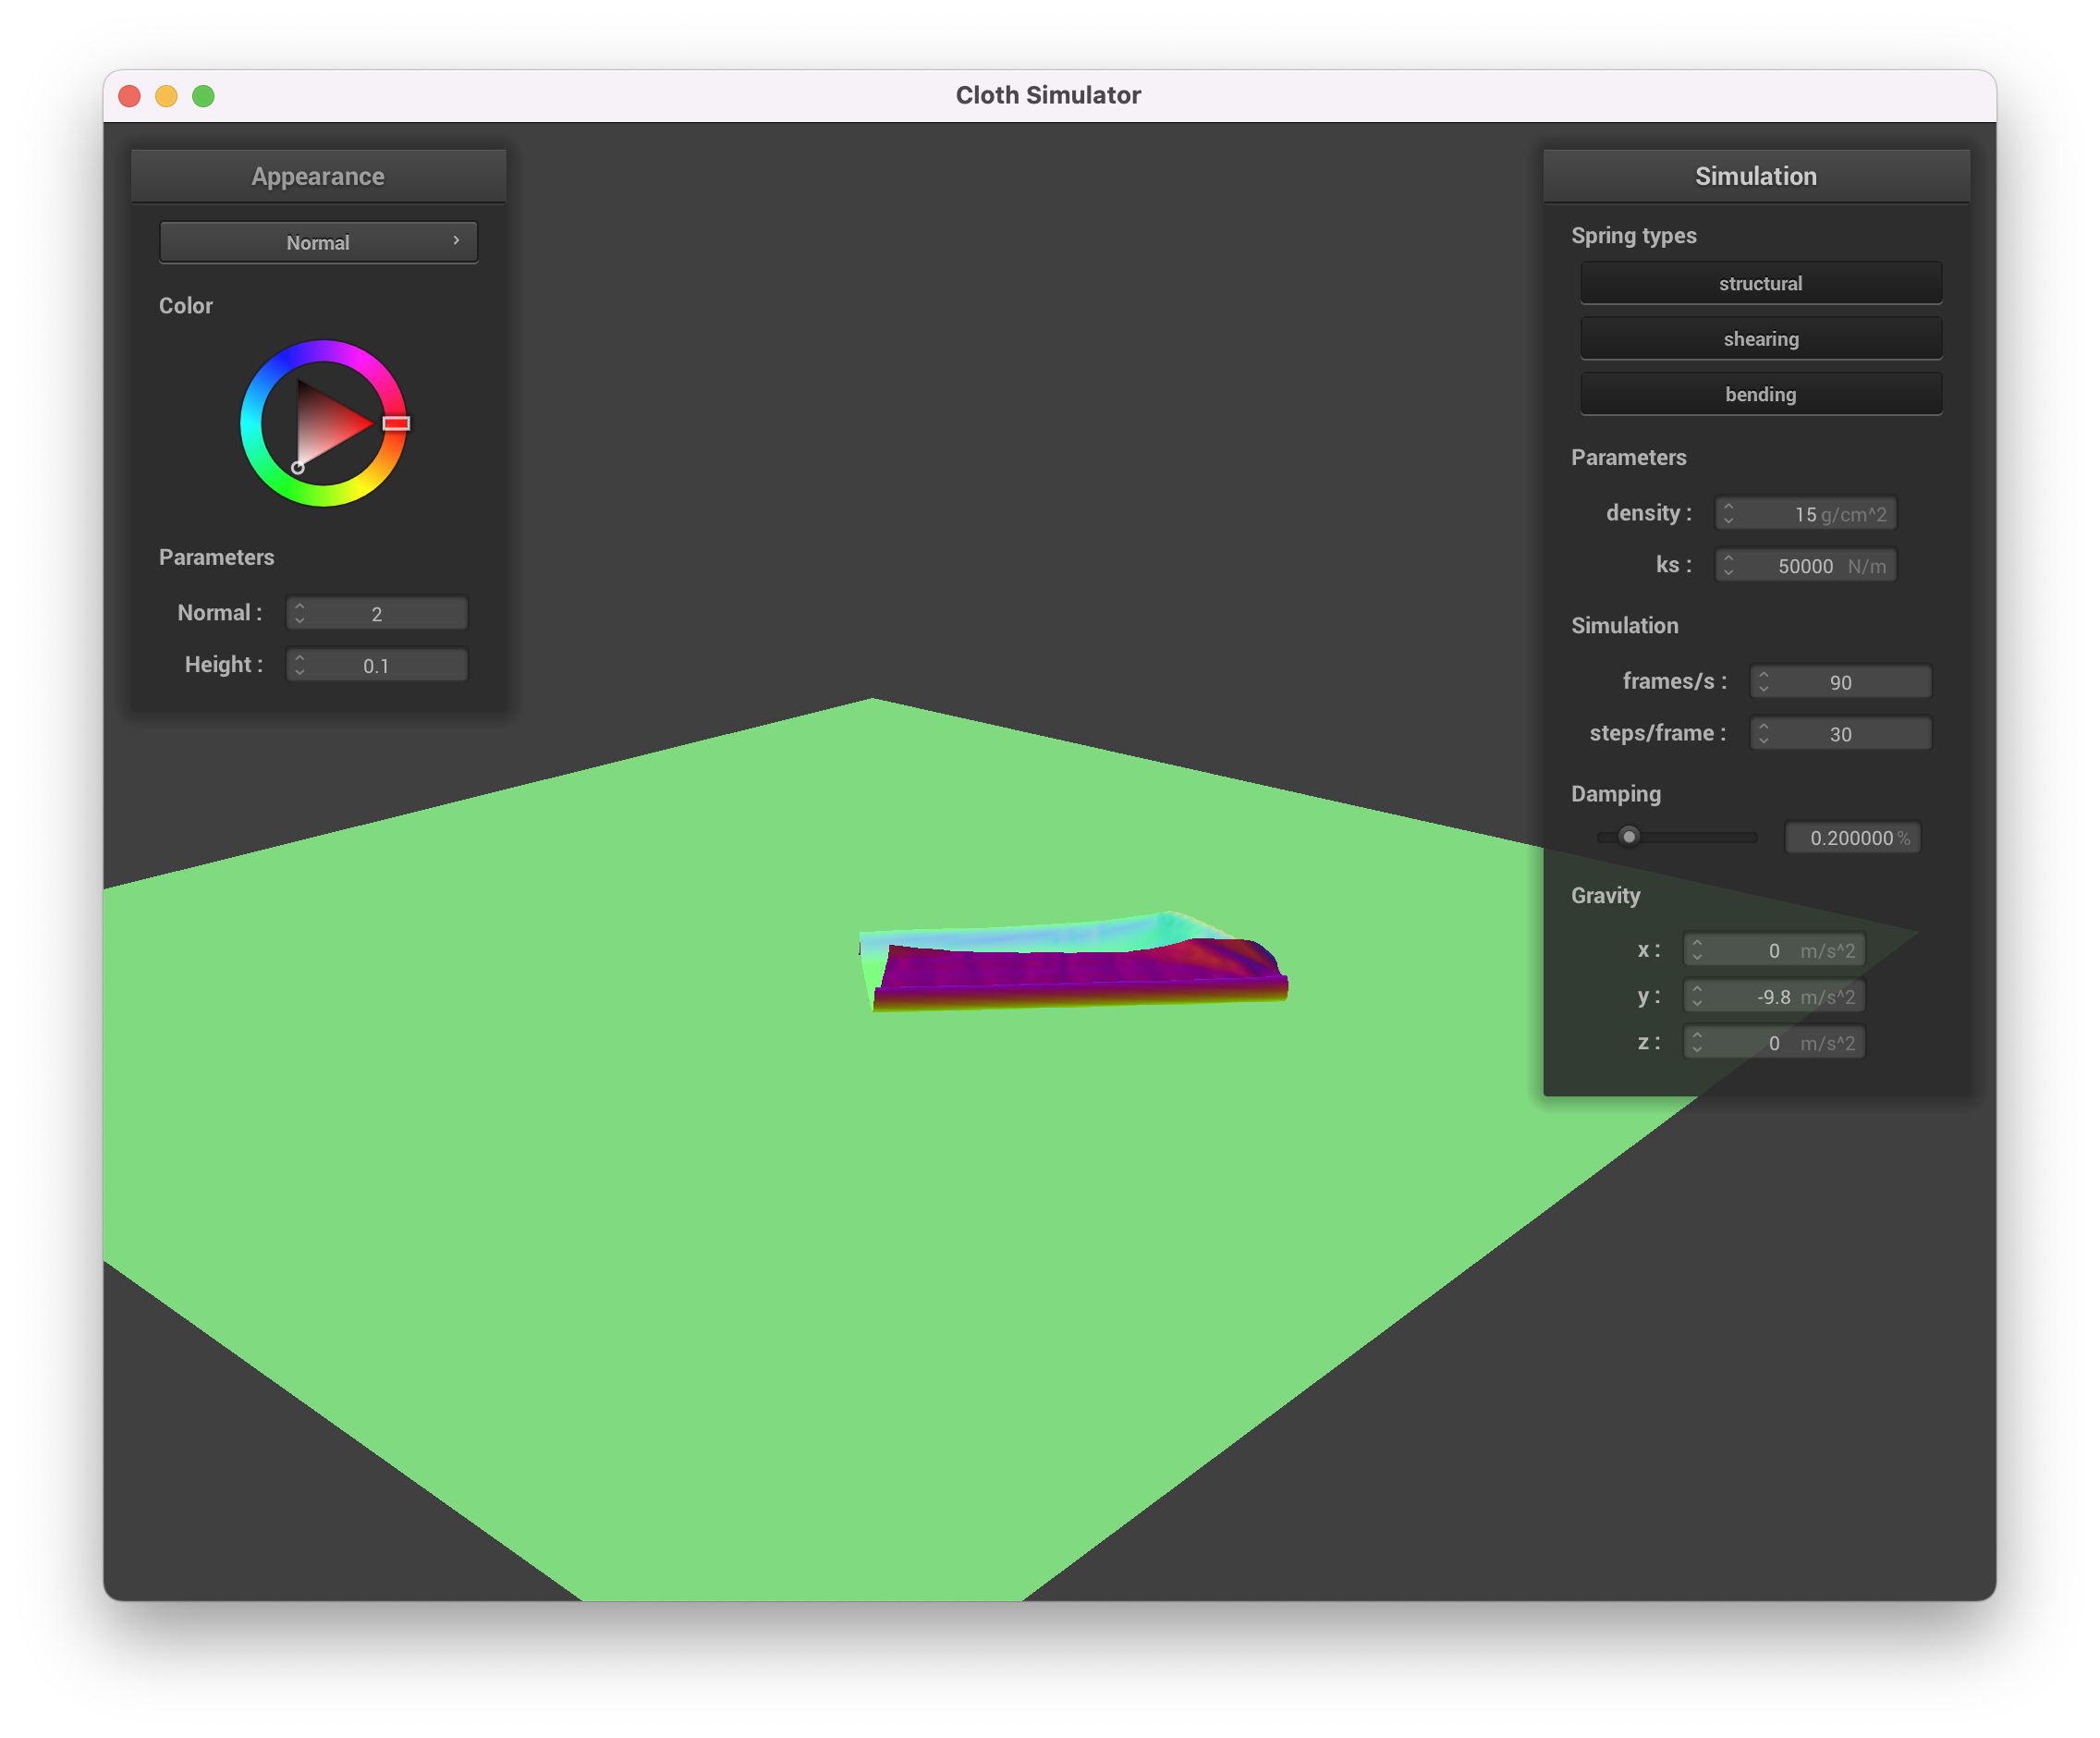 Cloth Simulator
Appearance
Normal
Color
Parameters
Normal : 2
Height : 0.1
Simulation
Spring types
structural
shearing
bending
Parameters
density : 15 g/cm^2
ks : 50000 N/m
Simulation
frames/s : 90
steps/frame : 30
Damping
0.200000 %
Gravity
x : 0 m/s^2
y : -9.8 m/s^2
z : 0 m/s^2